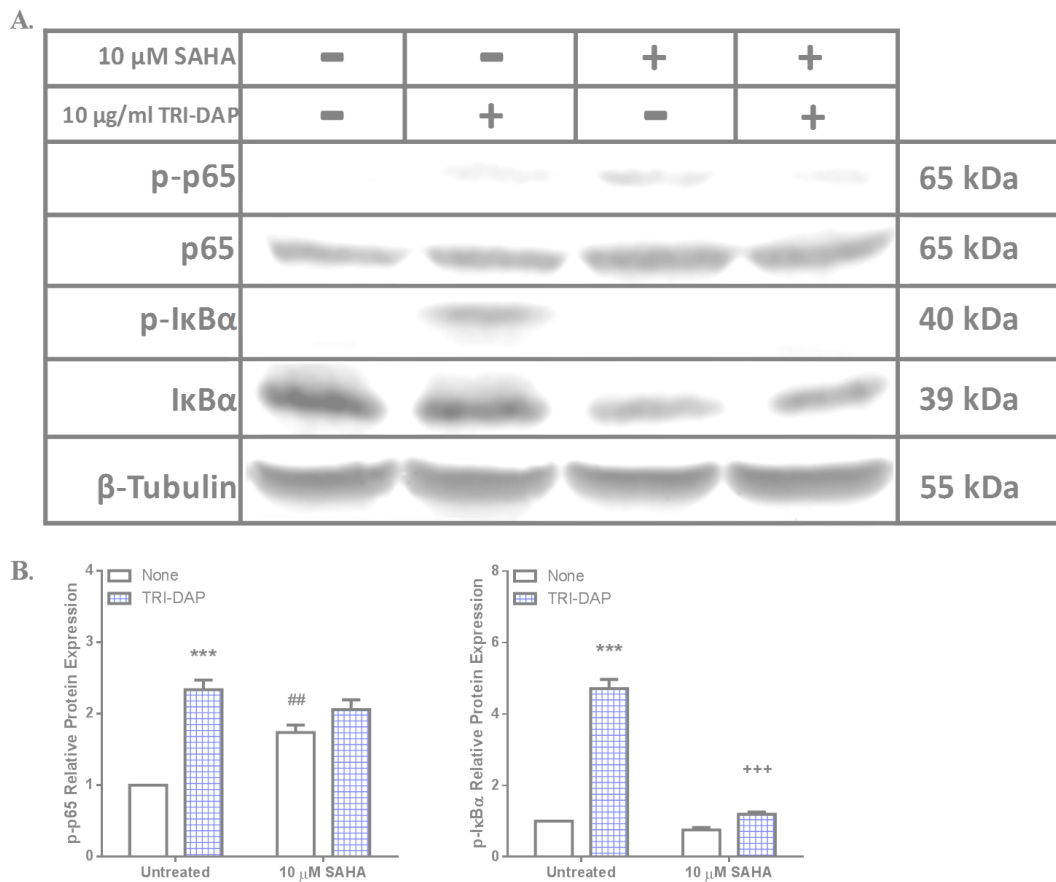 A.
10 μM SAHA − − + +
10 μg/ml TRI-DAP − + − +
p-p65 65 kDa
p65 65 kDa
p-IκBα 40 kDa
IκBα 39 kDa
β-Tubulin 55 kDa
B.
p-p65 Relative Protein Expression
4
3
2
1
0
None
TRI-DAP
***
##
Untreated
10 μM SAHA
p-IκBα Relative Protein Expression
8
6
4
2
0
None
TRI-DAP
***
+++
Untreated
10 μM SAHA